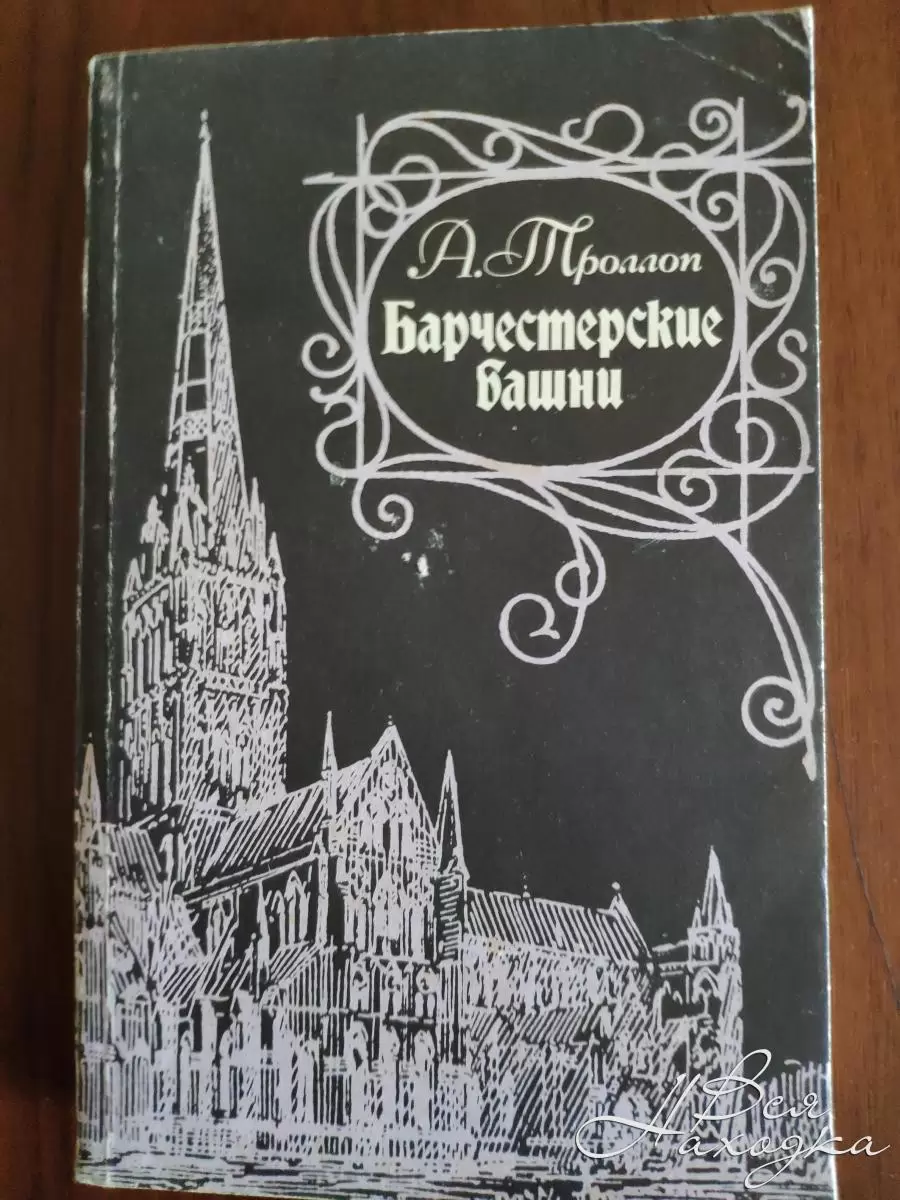 А. Троллоп
Барчестерские
башни
Вся
Находка